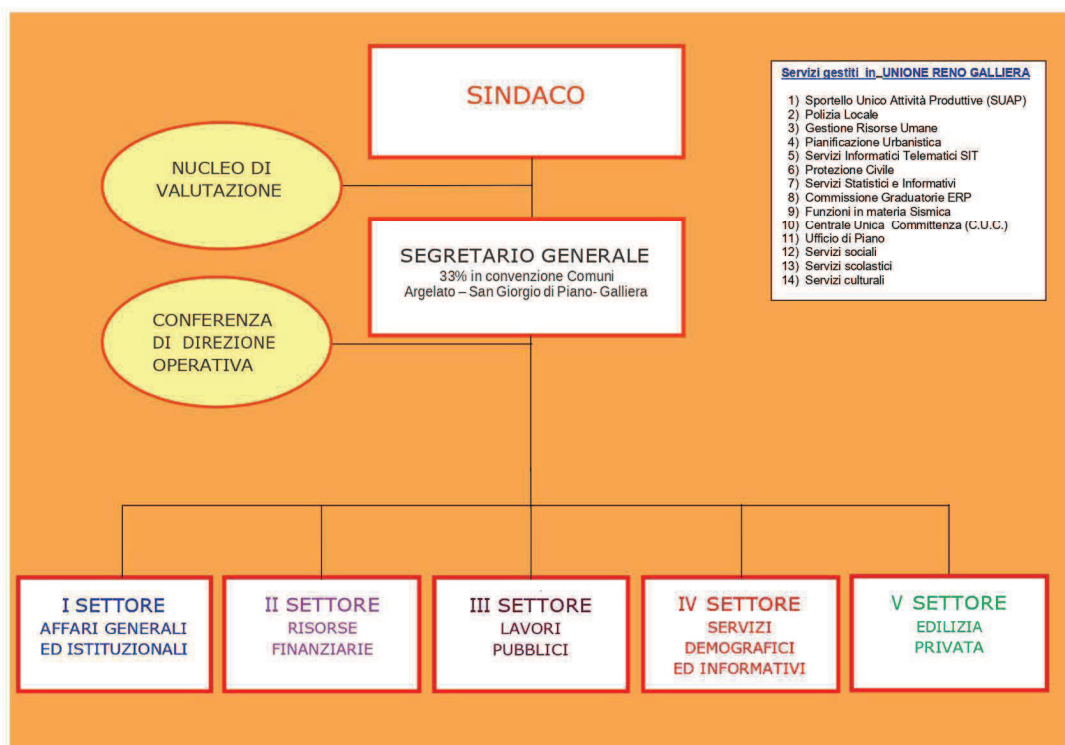 SINDACO
Servizi gestiti in UNIONE RENO GALLIERA
1) Sportello Unico Attività Produttive (SUAP)
2) Polizia Locale
3) Gestione Risorse Umane
4) Pianificazione Urbanistica
5) Servizi Informatici Telematici SIT
6) Protezione Civile
7) Servizi Statistici e Informativi
8) Commissione Graduatorie ERP
9) Funzioni in materia Sismica
10) Centrale Unica Committenza (C.U.C.)
11) Ufficio di Piano
12) Servizi sociali
13) Servizi scolastici
14) Servizi culturali
NUCLEO DI
VALUTAZIONE
SEGRETARIO GENERALE
33% in convenzione Comuni
Argelato – San Giorgio di Piano- Galliera
CONFERENZA
DI DIREZIONE
OPERATIVA
I SETTORE
AFFARI GENERALI
ED ISTITUZIONALI
II SETTORE
RISORSE
FINANZIARIE
III SETTORE
LAVORI
PUBBLICI
IV SETTORE
SERVIZI
DEMOGRAFICI
ED INFORMATIVI
V SETTORE
EDILIZIA
PRIVATA